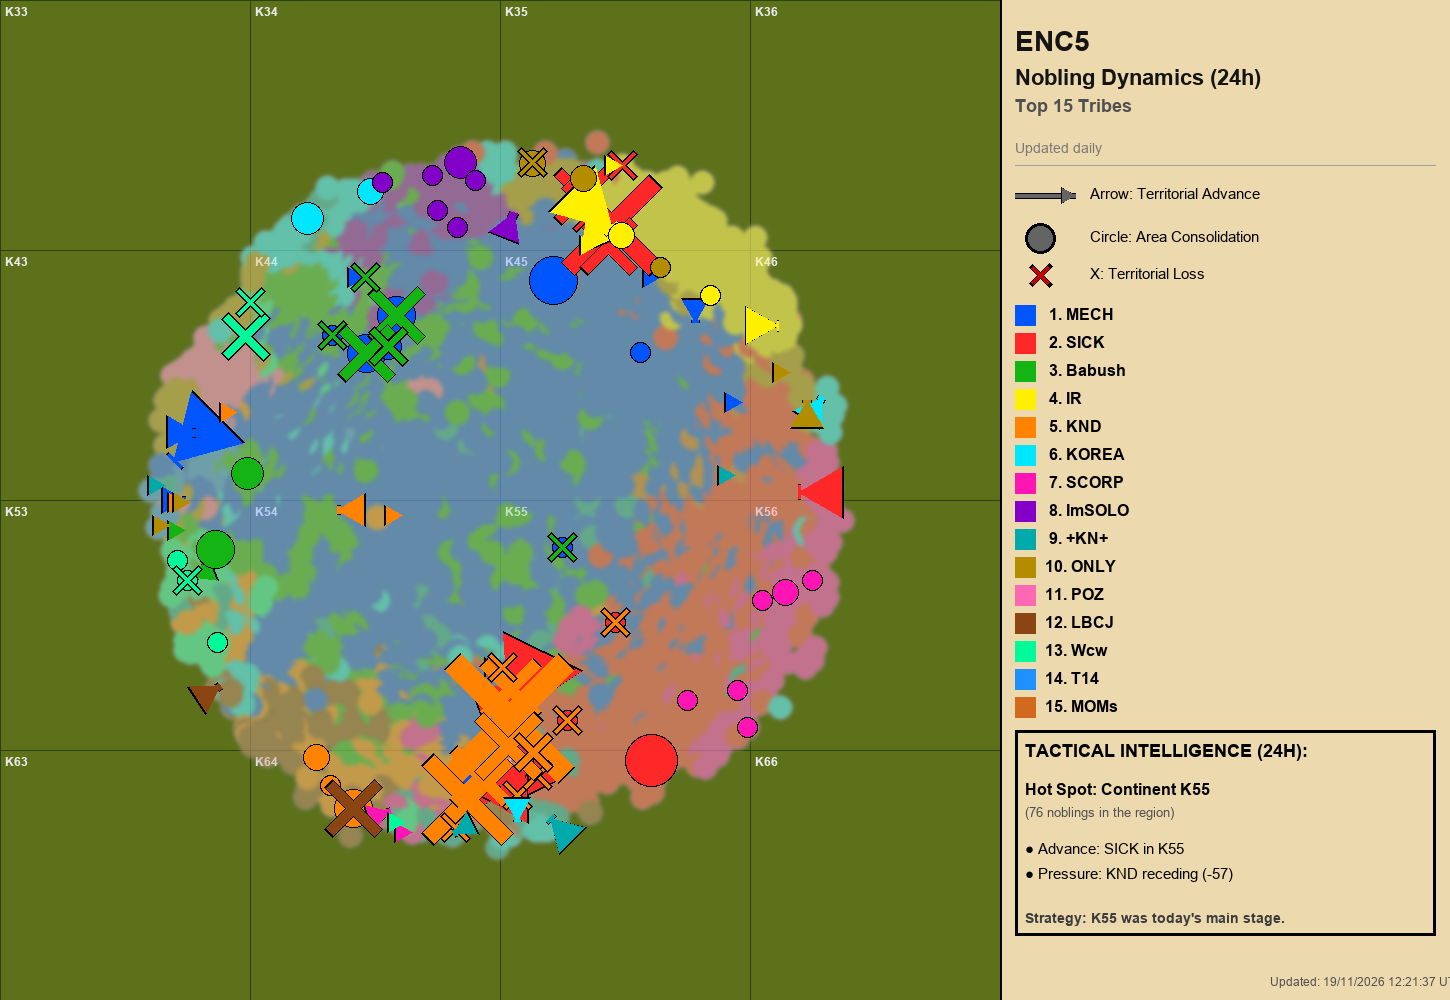 K33
K34
K35
K36
K43
K44
K45
K46
K53
K54
K55
K56
K63
K64
K65
K66
ENC5
Nobling Dynamics (24h)
Top 15 Tribes
Updated daily
Arrow: Territorial Advance
Circle: Area Consolidation
X: Territorial Loss
1. MECH
2. SICK
3. Babush
4. IR
5. KND
6. KOREA
7. SCORP
8. ImSOLO
9. +KN+
10. ONLY
11. POZ
12. LBCJ
13. Wcw
14. T14
15. MOMs
TACTICAL INTELLIGENCE (24H):
Hot Spot: Continent K55
(76 noblings in the region)
● Advance: SICK in K55
● Pressure: KND receding (-57)
Strategy: K55 was today's main stage.
Updated: 19/11/2026 12:21:37 U